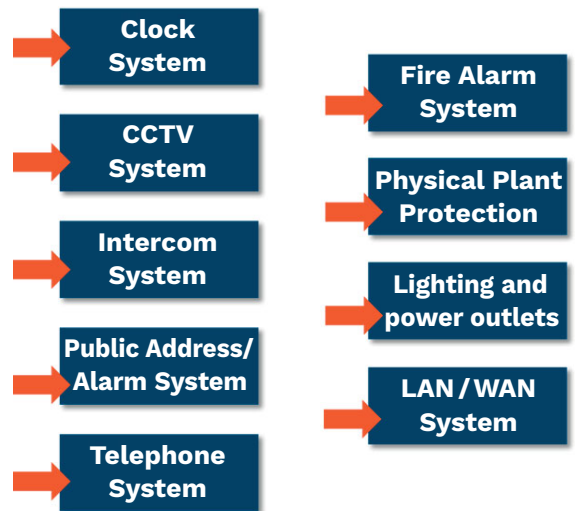 Clock
System
CCTV
System
Intercom
System
Public Address/
Alarm System
Telephone
System
Fire Alarm
System
Physical Plant
Protection
Lighting and
power outlets
LAN/WAN
System